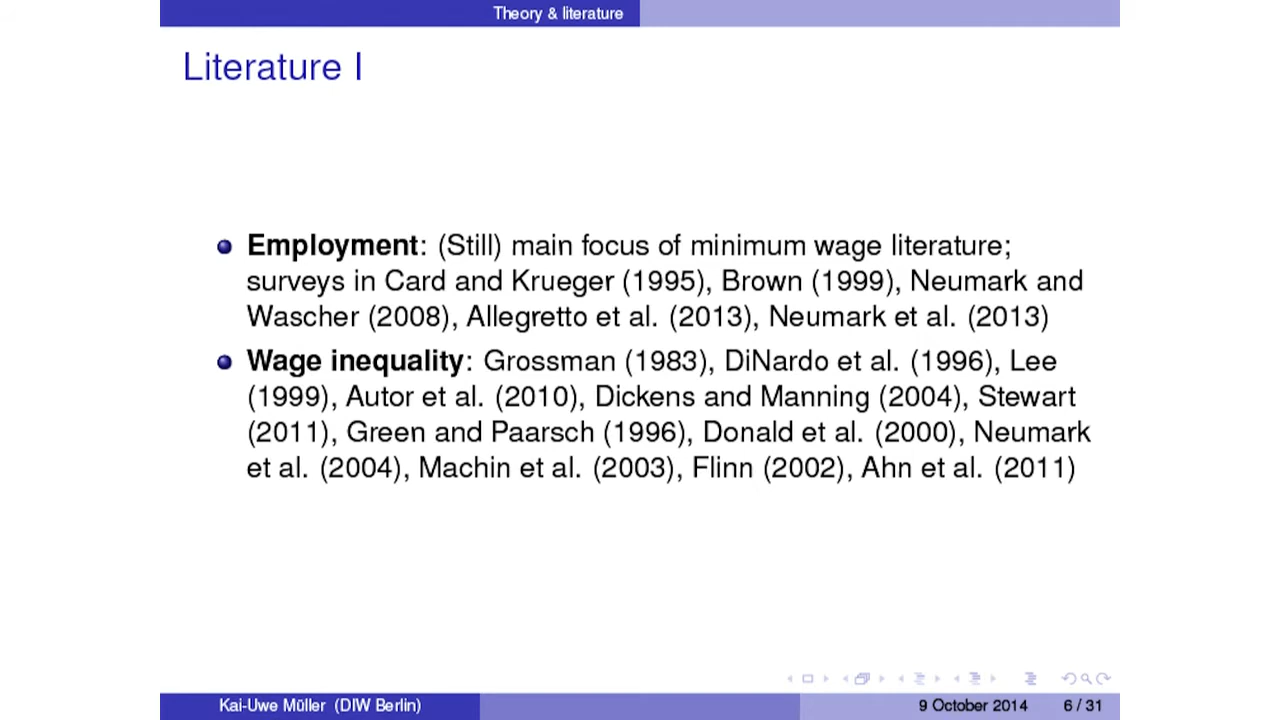 Theory & literature
Literature I
Employment: (Still) main focus of minimum wage literature;
surveys in Card and Krueger (1995), Brown (1999), Neumark and
Wascher (2008), Allegretto et al. (2013), Neumark et al. (2013)
Wage inequality: Grossman (1983), DiNardo et al. (1996), Lee
(1999), Autor et al. (2010), Dickens and Manning (2004), Stewart
(2011), Green and Paarsch (1996), Donald et al. (2000), Neumark
et al. (2004), Machin et al. (2003), Flinn (2002), Ahn et al. (2011)
Kai-Uwe Müller (DIW Berlin) 9 October 2014 6 / 31